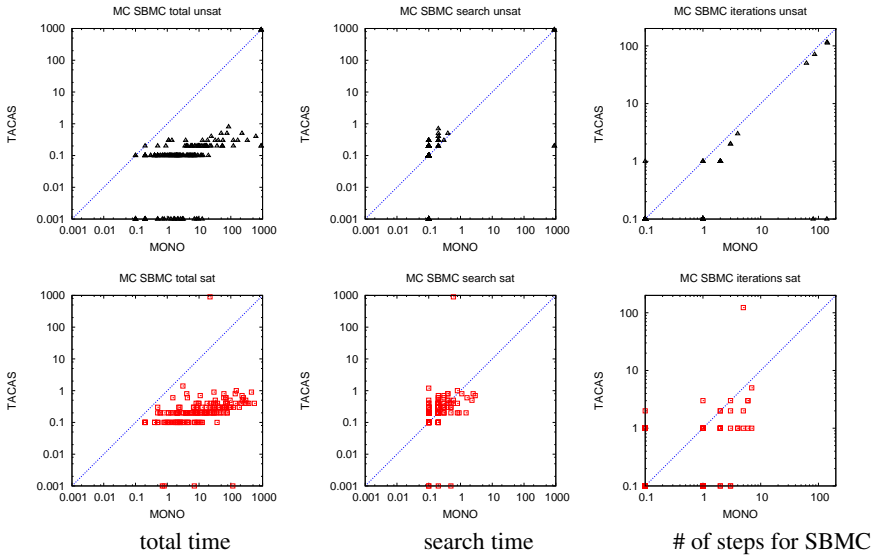 MC SBMC total unsat
1000
100
10
1
0.1
0.01
0.001
TACAS
0.001 0.01 0.1 1 10 100 1000
MONO
MC SBMC search unsat
1000
100
10
1
0.1
0.01
0.001
TACAS
0.001 0.01 0.1 1 10 100 1000
MONO
MC SBMC iterations unsat
100
10
1
0.1
TACAS
0.1 1 10 100
MONO
MC SBMC total sat
1000
100
10
1
0.1
0.01
0.001
TACAS
0.001 0.01 0.1 1 10 100 1000
MONO
total time
MC SBMC search sat
1000
100
10
1
0.1
0.01
0.001
TACAS
0.001 0.01 0.1 1 10 100 1000
MONO
search time
MC SBMC iterations sat
100
10
1
0.1
TACAS
0.1 1 10 100
MONO
# of steps for SBMC